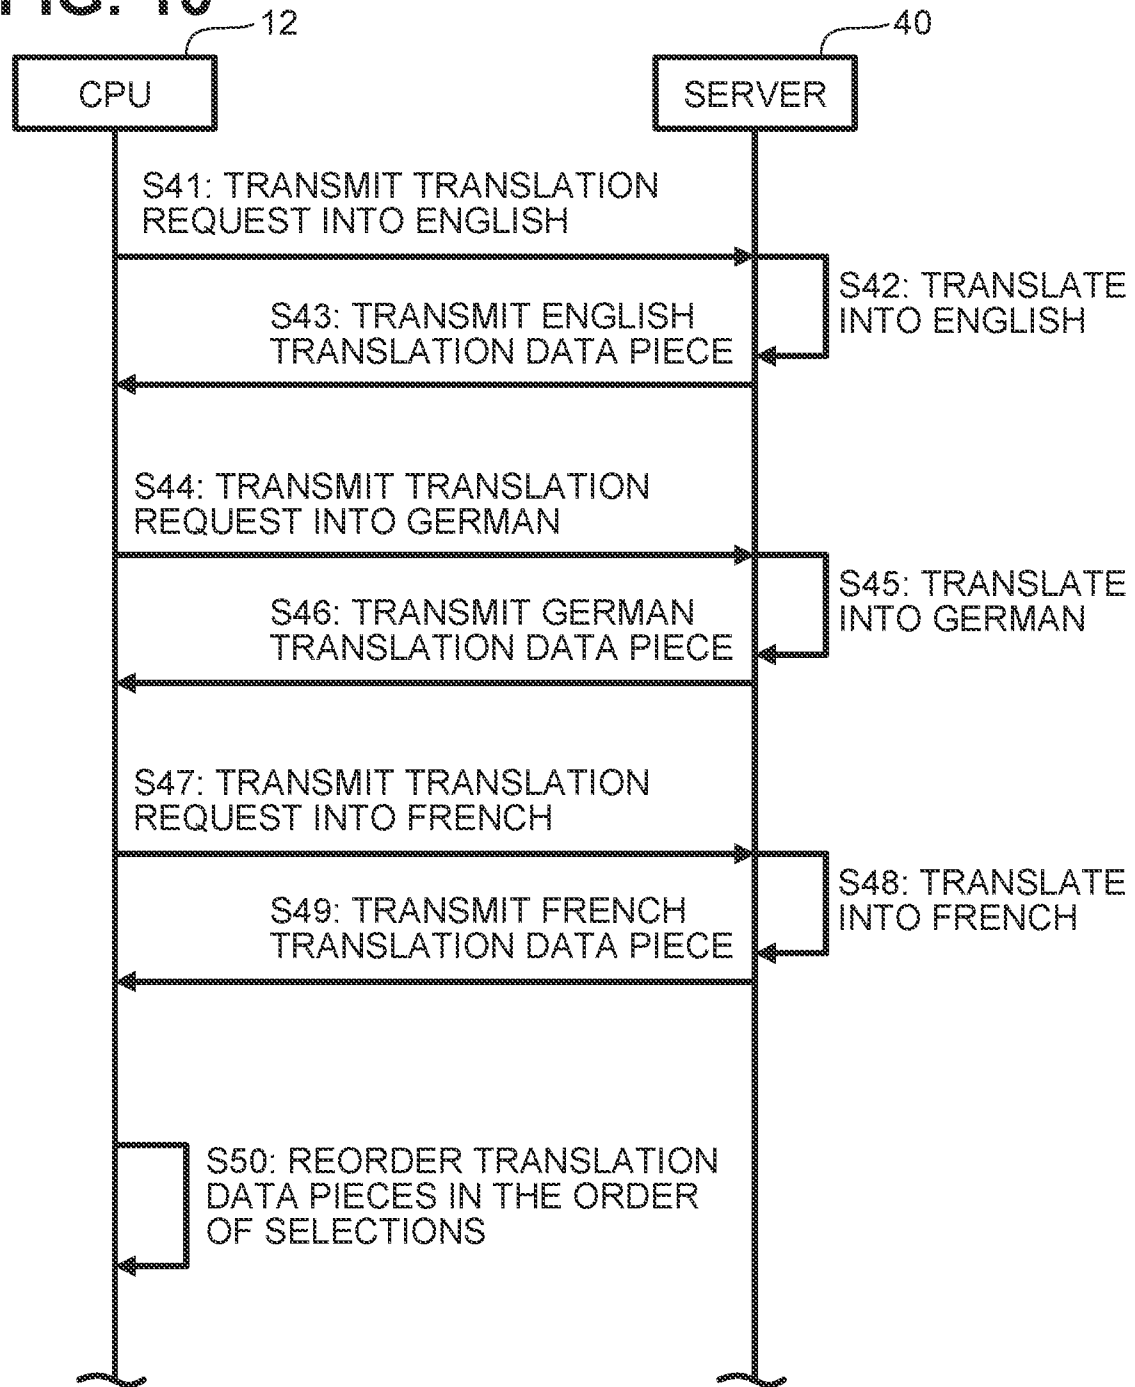 FIG. 10
12
40
CPU
SERVER
S41: TRANSMIT TRANSLATION
REQUEST INTO ENGLISH
S42: TRANSLATE
INTO ENGLISH
S43: TRANSMIT ENGLISH
TRANSLATION DATA PIECE
S44: TRANSMIT TRANSLATION
REQUEST INTO GERMAN
S45: TRANSLATE
INTO GERMAN
S46: TRANSMIT GERMAN
TRANSLATION DATA PIECE
S47: TRANSMIT TRANSLATION
REQUEST INTO FRENCH
S48: TRANSLATE
INTO FRENCH
S49: TRANSMIT FRENCH
TRANSLATION DATA PIECE
S50: REORDER TRANSLATION
DATA PIECES IN THE ORDER
OF SELECTIONS